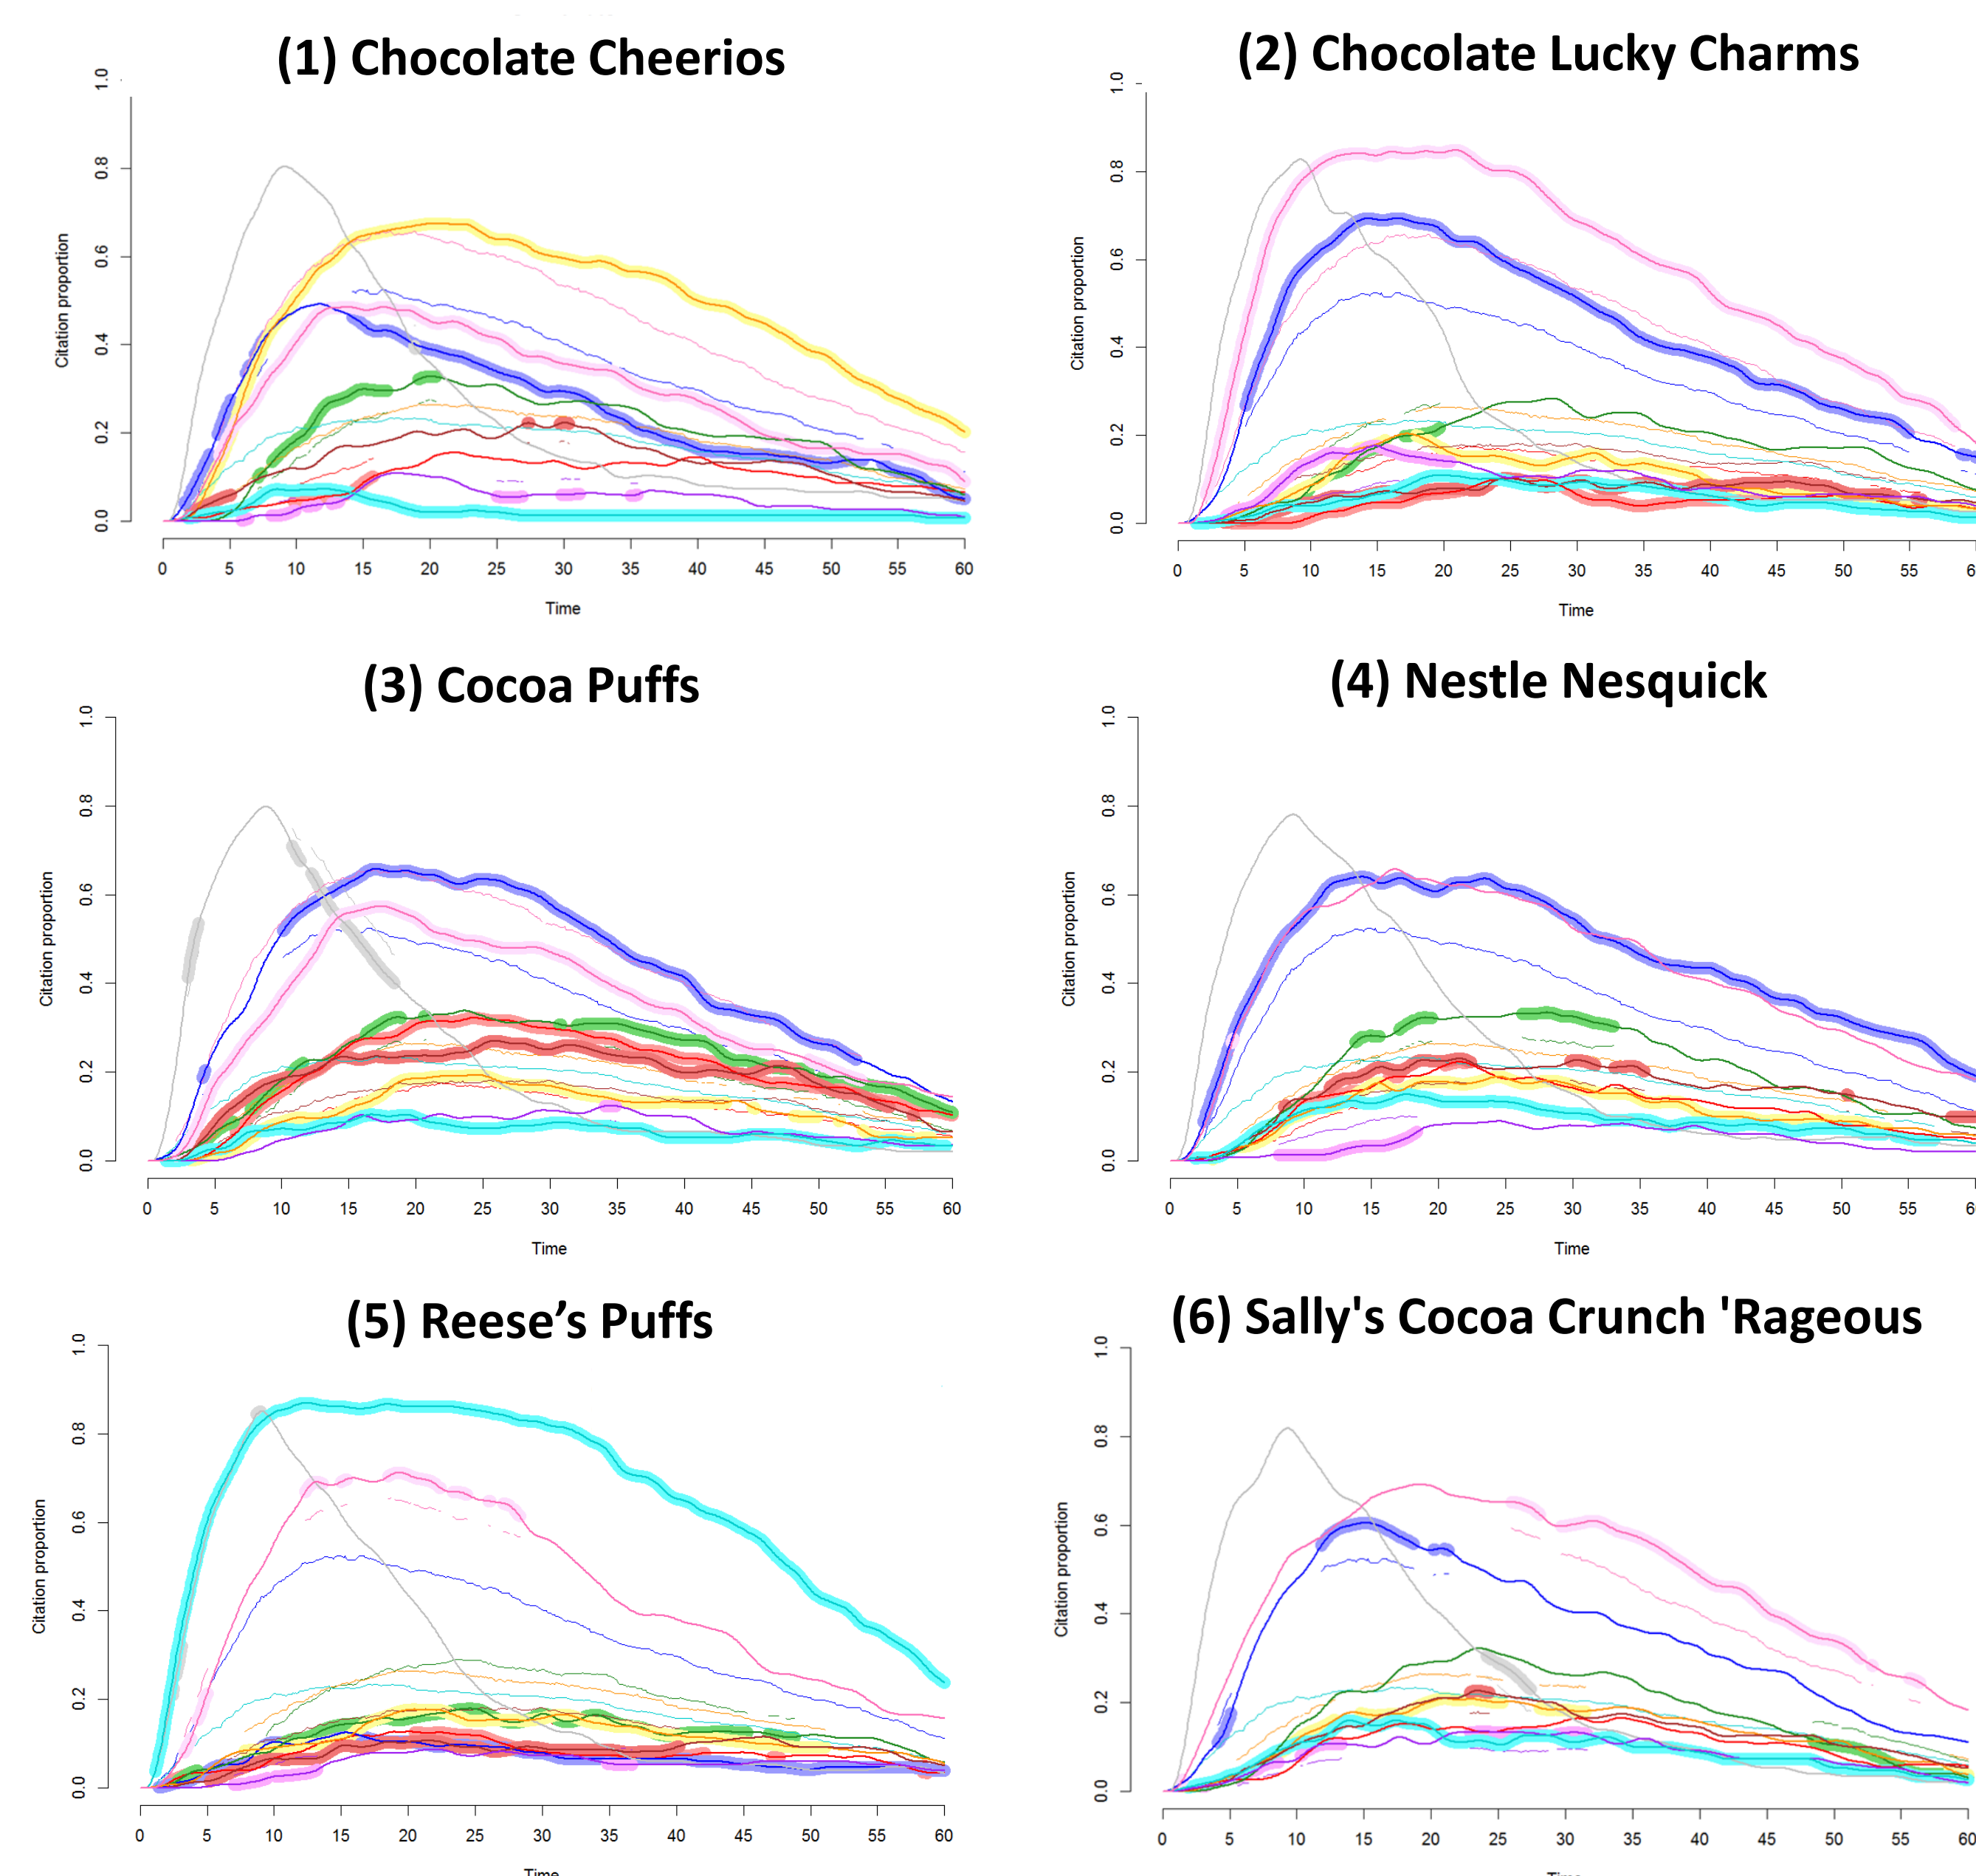 (1) Chocolate Cheerios
(2) Chocolate Lucky Charms
1.0
0.8
0.6
0.4
0.2
0.0
Citation proportion
0 5 10 15 20 25 30 35 40 45 50 55 60
Time
1.0
0.8
0.6
0.4
0.2
0.0
Citation proportion
0 5 10 15 20 25 30 35 40 45 50 55
Time
(3) Cocoa Puffs
(4) Nestle Nesquick
1.0
0.8
0.6
0.4
0.2
0.0
Citation proportion
0 5 10 15 20 25 30 35 40 45 50 55 60
Time
1.0
0.8
0.6
0.4
0.2
0.0
Citation proportion
0 5 10 15 20 25 30 35 40 45 50 55
Time
(5) Reese’s Puffs
(6) Sally's Cocoa Crunch 'Rageous
1.0
0.8
0.6
0.4
0.2
0.0
Citation proportion
0 5 10 15 20 25 30 35 40 45 50 55 60
Time
1.0
0.8
0.6
0.4
0.2
0.0
Citation proportion
0 5 10 15 20 25 30 35 40 45 50 55 60